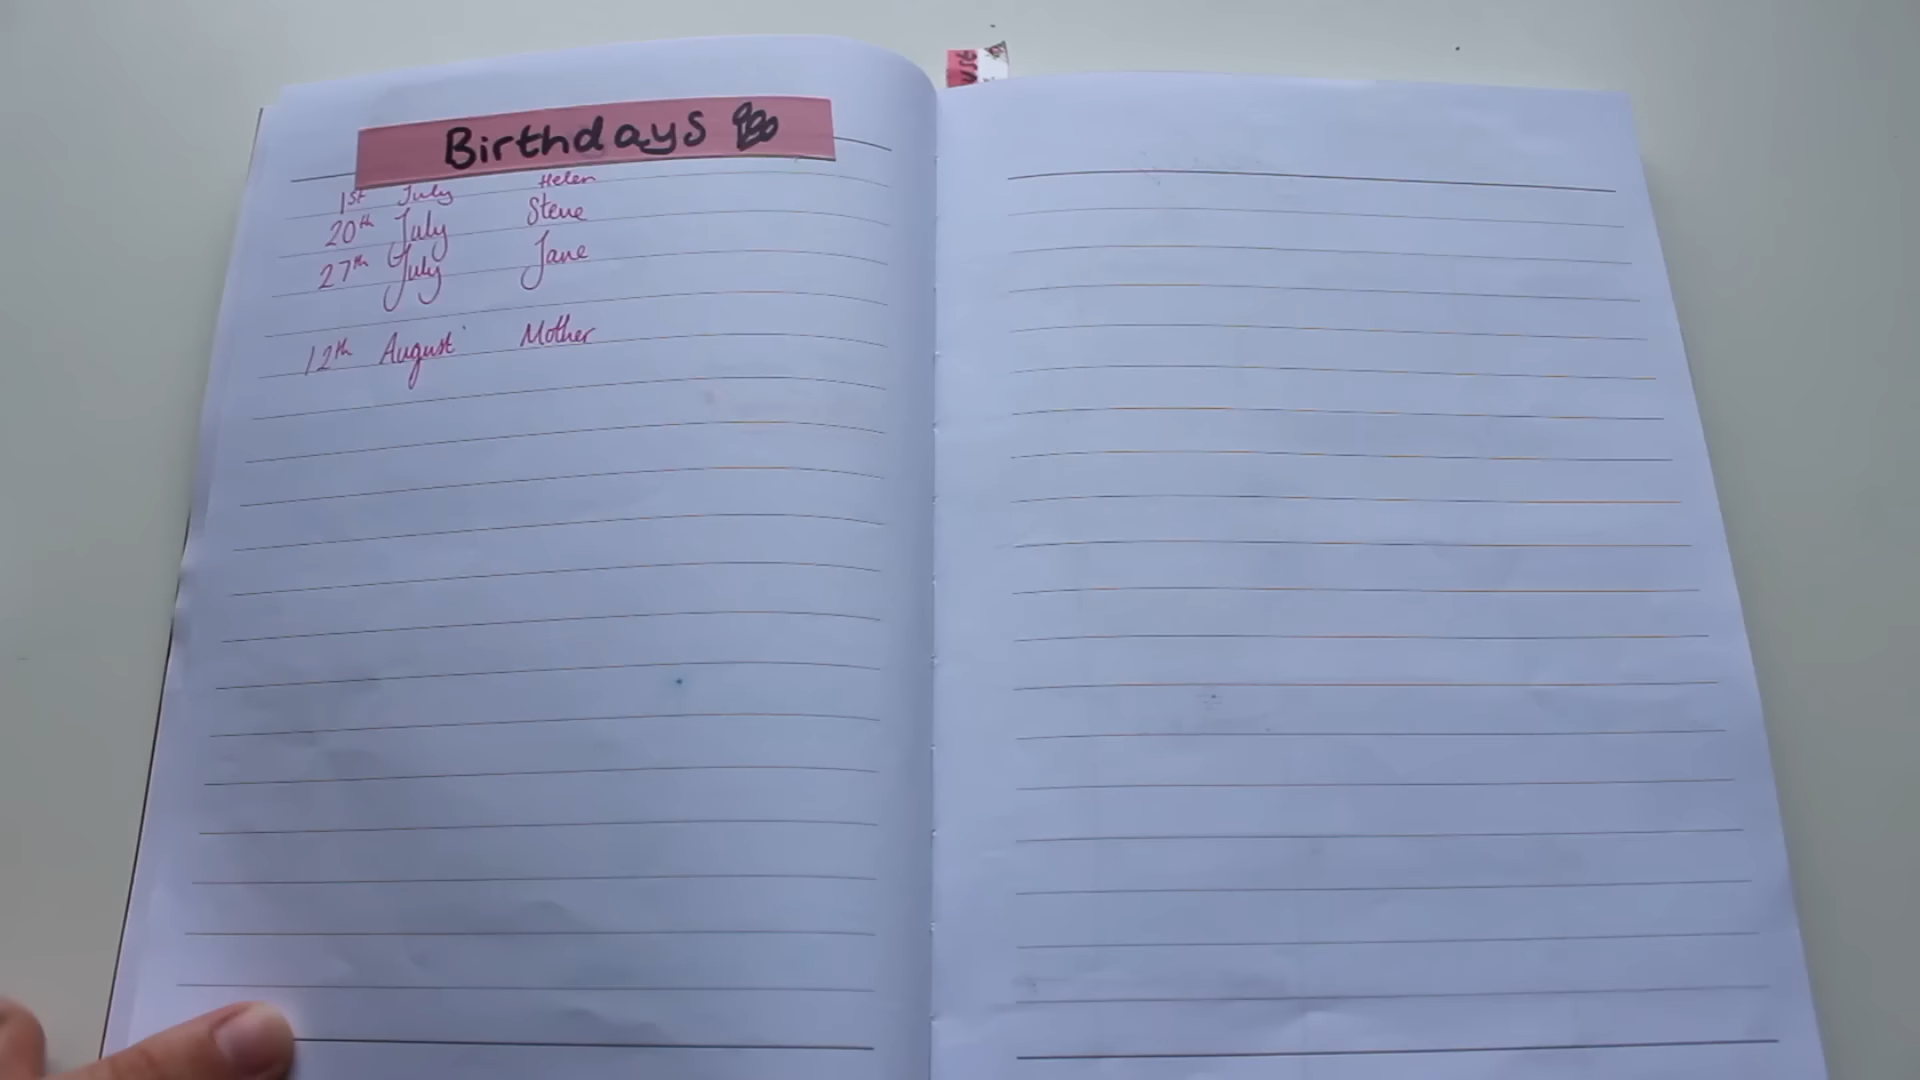 Birthdays
1st July Helen
20th July Steve
27th July Jane
12th August Mother